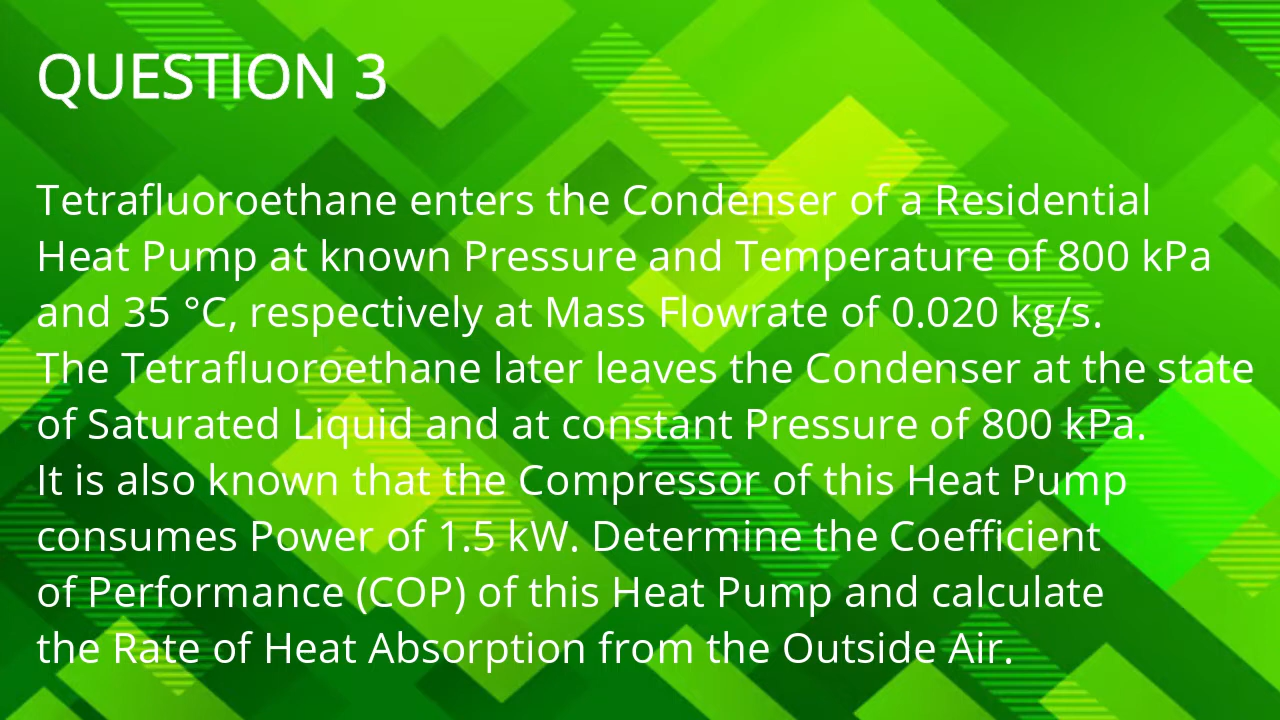 QUESTION 3
Tetrafluoroethane enters the Condenser of a Residential
Heat Pump at known Pressure and Temperature of 800 kPa
and 35 °C, respectively at Mass Flowrate of 0.020 kg/s.
The Tetrafluoroethane later leaves the Condenser at the state
of Saturated Liquid and at constant Pressure of 800 kPa.
It is also known that the Compressor of this Heat Pump
consumes Power of 1.5 kW. Determine the Coefficient
of Performance (COP) of this Heat Pump and calculate
the Rate of Heat Absorption from the Outside Air.